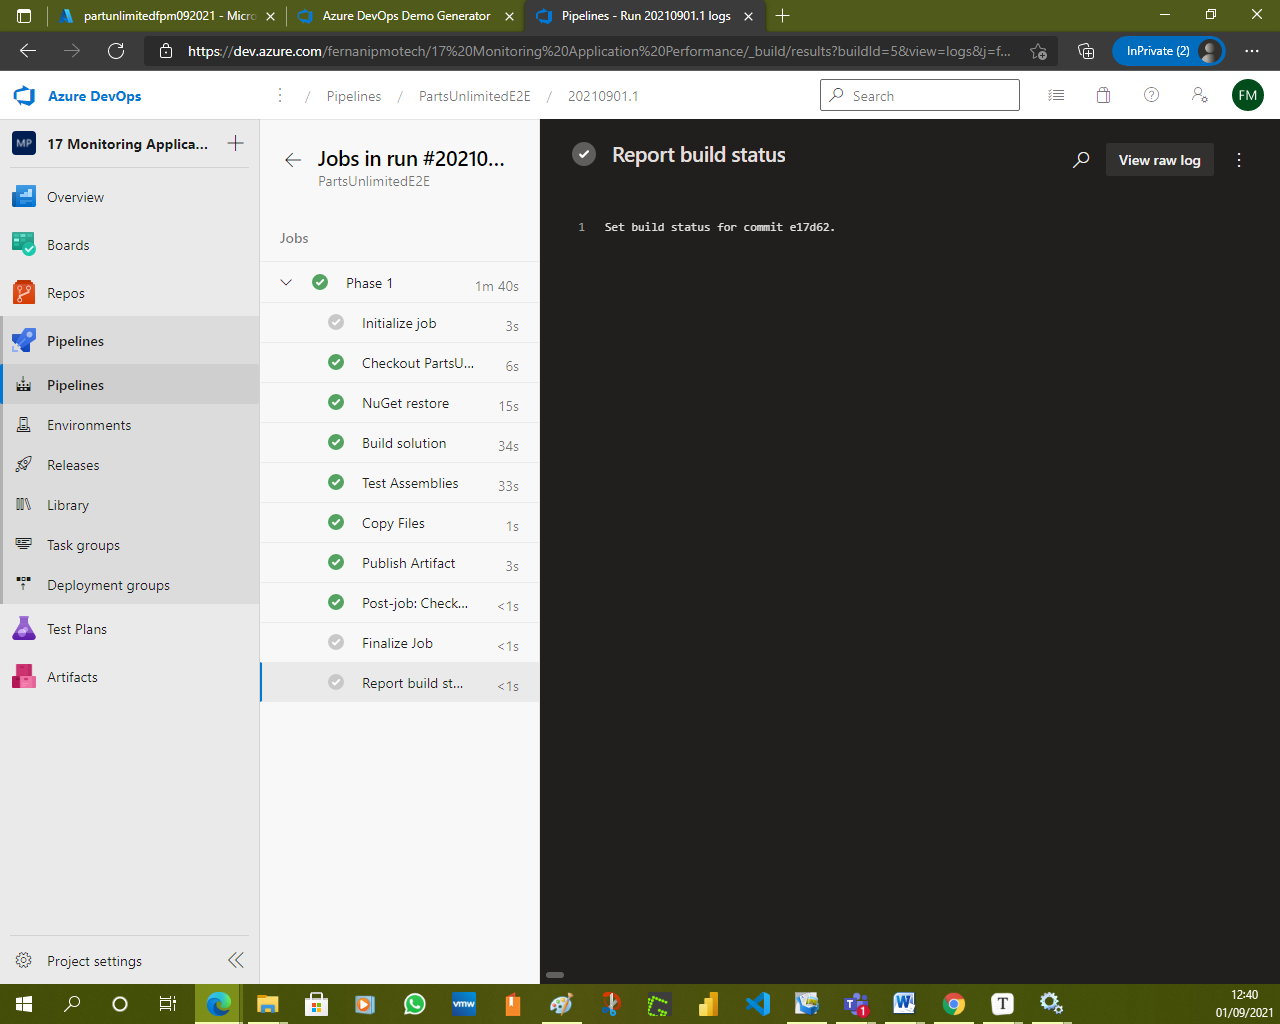 partunlimitedfpm092021 - Micro
Azure DevOps Demo Generator
Pipelines - Run 20210901.1 logs
https://dev.azure.com/fernanipmotech/17%20Monitoring%20Application%20Performance/_build/results?buildId=5&view=logs&j=f...
InPrivate (2)
Azure DevOps
/ Pipelines / PartsUnlimitedE2E / 20210901.1
Search
FM
MP
17 Monitoring Applica...
Overview
Boards
Repos
Pipelines
Pipelines
Environments
Releases
Library
Task groups
Deployment groups
Test Plans
Artifacts
Project settings
Jobs in run #20210...
PartsUnlimitedE2E
Jobs
Phase 1 1m 40s
Initialize job 3s
Checkout PartsU... 6s
NuGet restore 15s
Build solution 34s
Test Assemblies 33s
Copy Files 1s
Publish Artifact 3s
Post-job: Check... <1s
Finalize Job <1s
Report build st... <1s
Report build status
View raw log
1 Set build status for commit e17d62.
vmw
1
W
T
12:40
01/09/2021